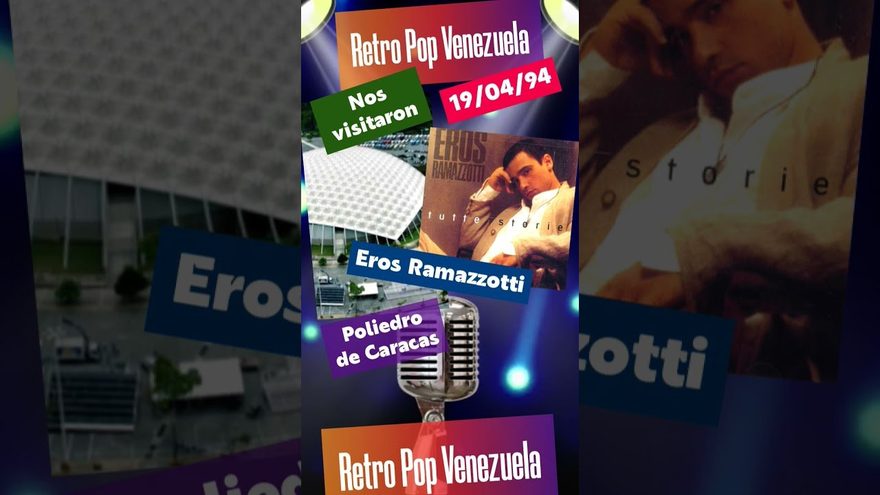 Retro Pop Venezuela
Nos
visitaron
19/04/94
EROS
RAMAZZOTTI
tutte storie
Eros Ramazzotti
Poliedro
de Caracas
Retro Pop Venezuela
storie
Eros
zotti
Poliedro